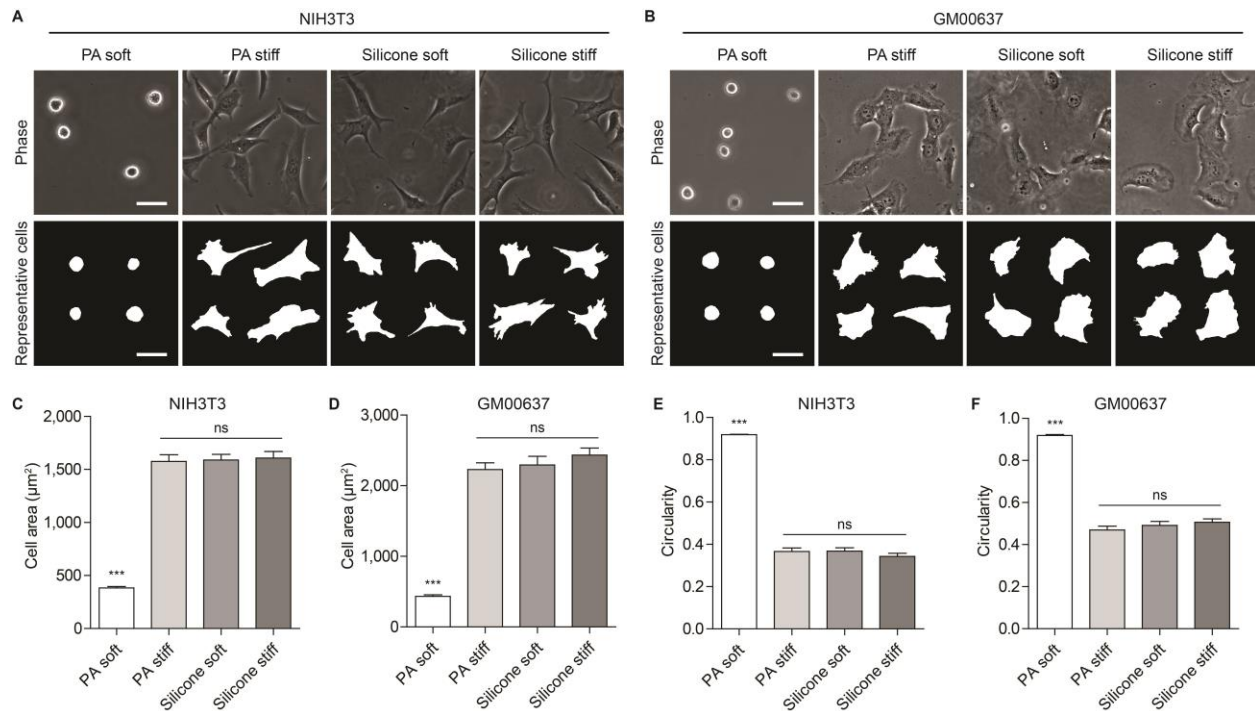 A
NIH3T3
PA soft
PA stiff
Silicone soft
Silicone stiff
Phase
Representative cells
B
GM00637
PA soft
PA stiff
Silicone soft
Silicone stiff
Phase
Representative cells
C
NIH3T3
Cell area (μm²)
2,000
1,500
1,000
500
0
***
ns
PA soft
PA stiff
Silicone soft
Silicone stiff
D
GM00637
Cell area (μm²)
3,000
2,000
1,000
0
***
ns
PA soft
PA stiff
Silicone soft
Silicone stiff
E
NIH3T3
Circularity
1.0
0.8
0.6
0.4
0.2
0.0
***
ns
PA soft
PA stiff
Silicone soft
Silicone stiff
F
GM00637
Circularity
1.0
0.8
0.6
0.4
0.2
0.0
***
ns
PA soft
PA stiff
Silicone soft
Silicone stiff